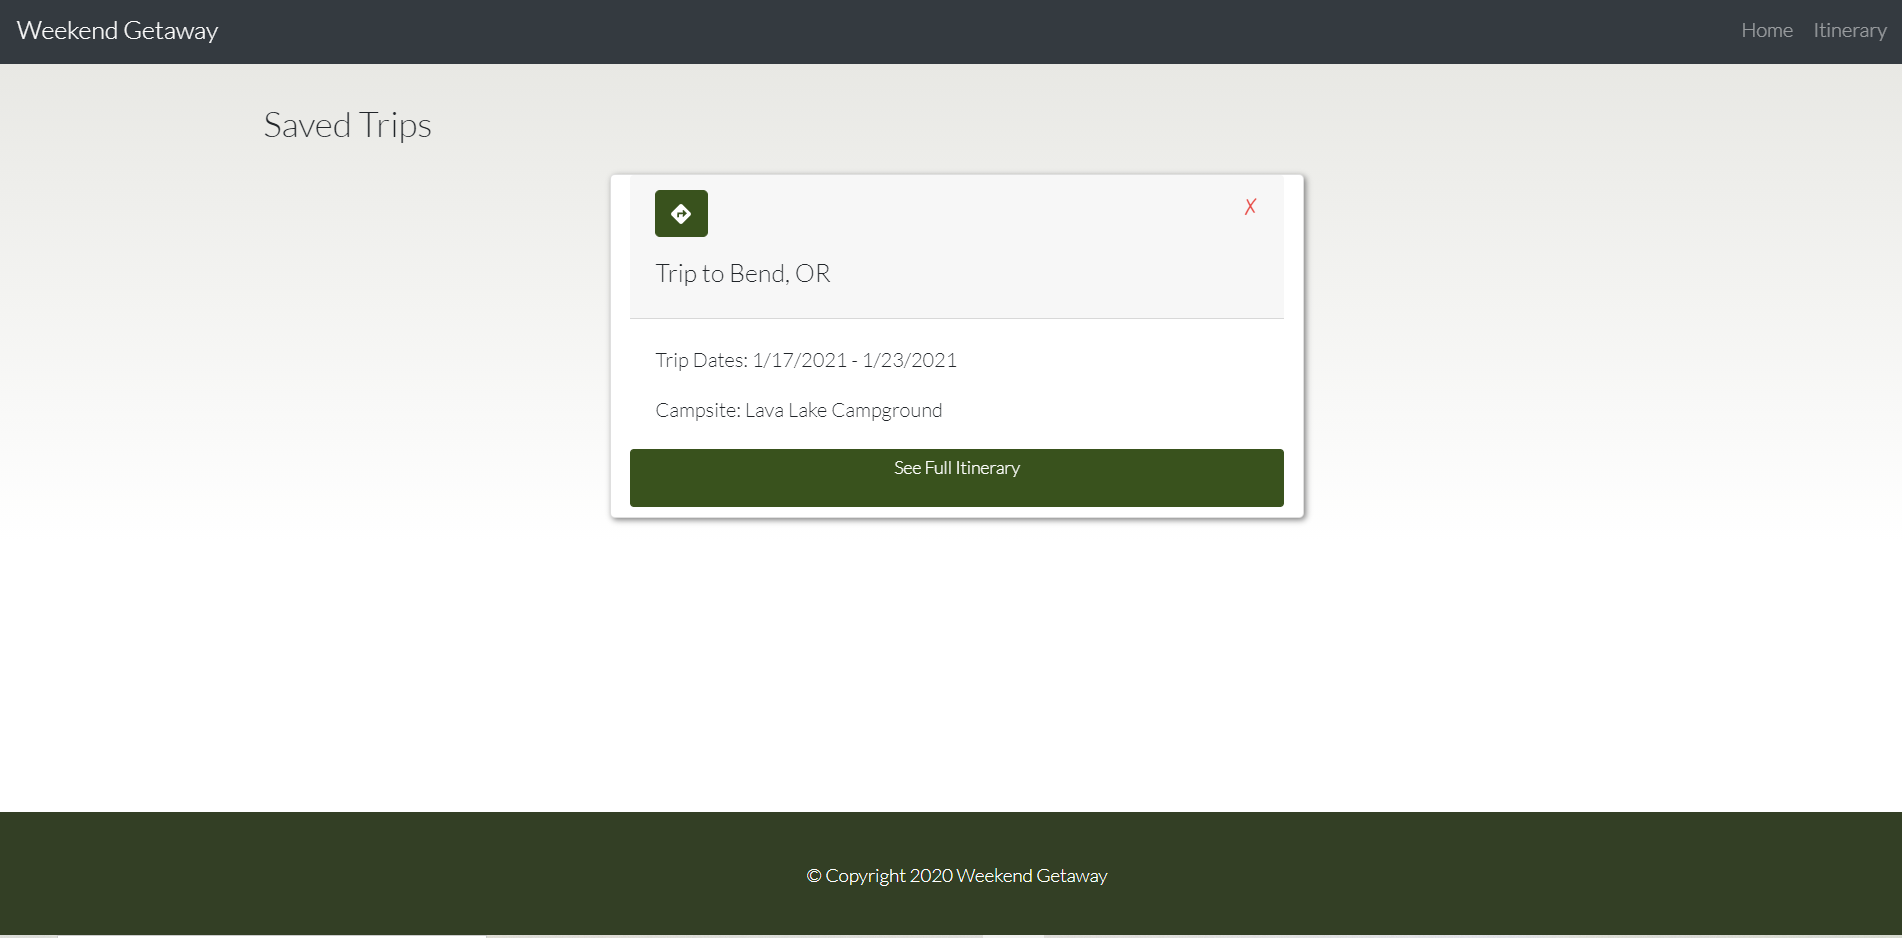 Weekend Getaway
Home Itinerary
Saved Trips
X
Trip to Bend, OR
Trip Dates: 1/17/2021 - 1/23/2021
Campsite: Lava Lake Campground
See Full Itinerary
© Copyright 2020 Weekend Getaway